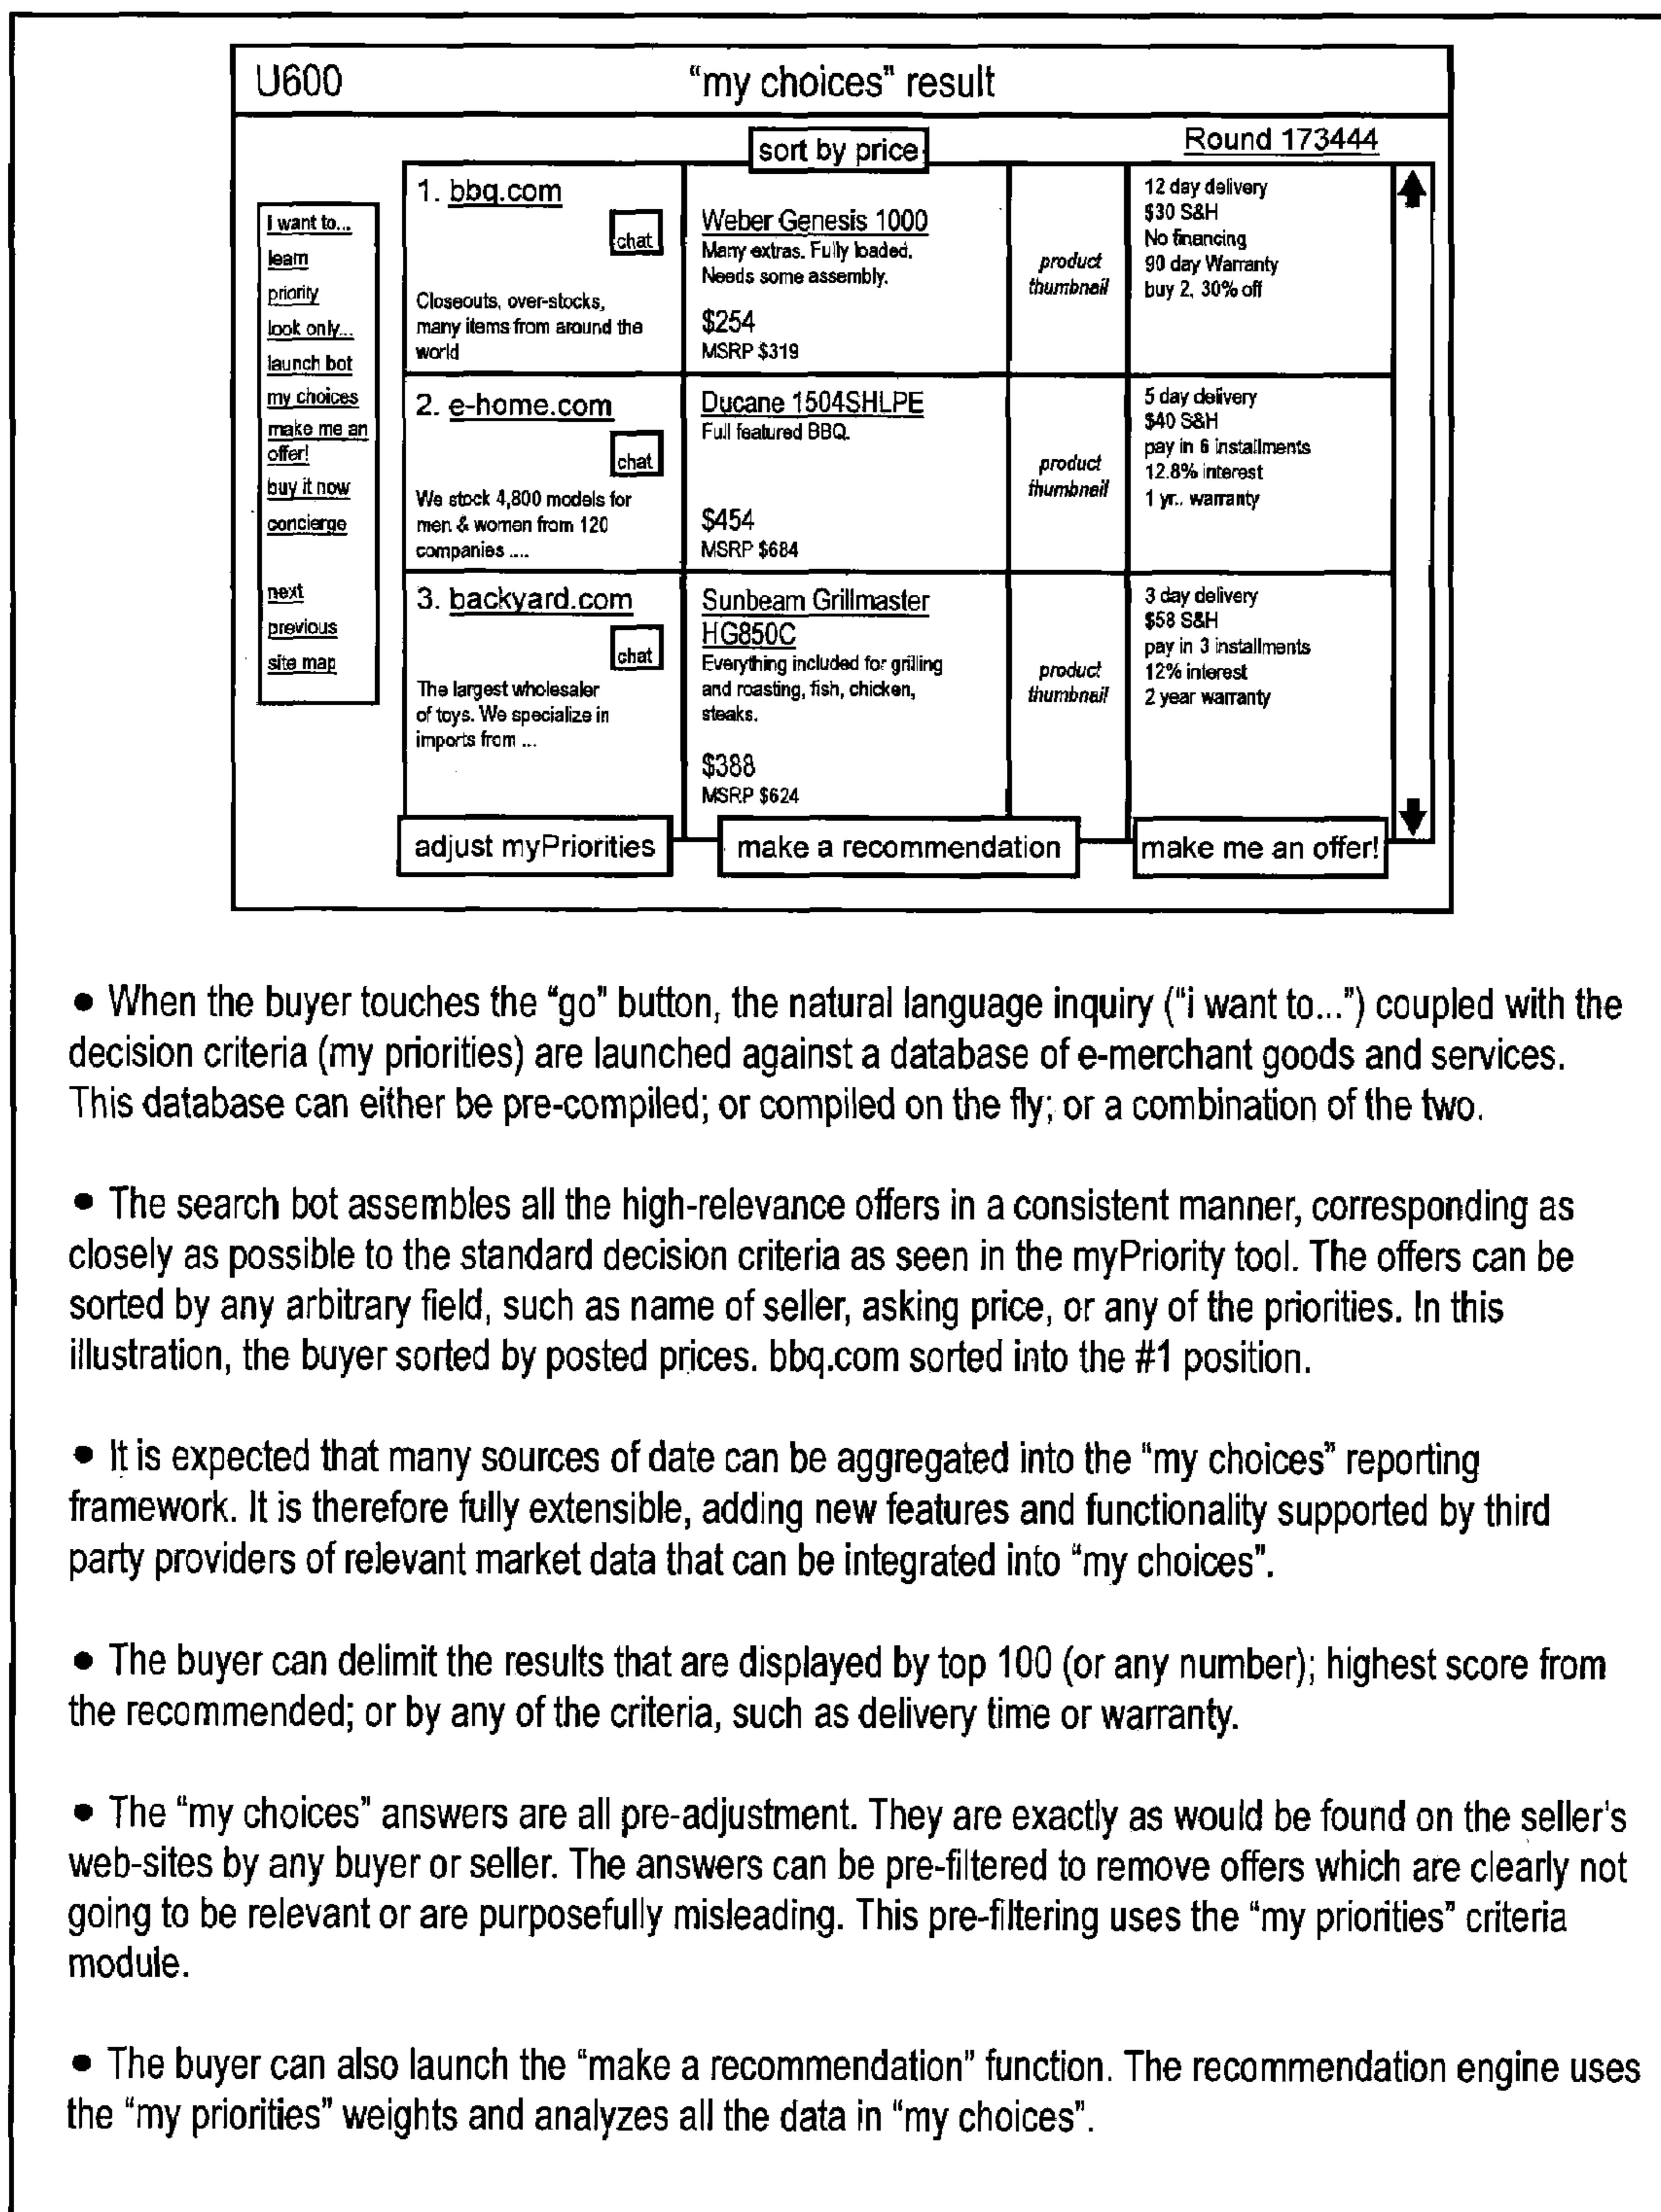 U600
"my choices" result
sort by price
Round 173444
I want to...
learn
priority
look only...
launch bot
my choices
make me an
offer!
buy it now
concierge
next
previous
site map
1. bbq.com
chat
Closeouts, over-stocks,
many items from around the
world
Weber Genesis 1000
Many extras. Fully loaded.
Needs some assembly.
$254
MSRP $319
product
thumbnail
12 day delivery
$30 S&H
No financing
90 day Warranty
buy 2, 30% off
2. e-home.com
chat
We stock 4,800 models for
men & women from 120
companies ....
Ducane 1504SHLPE
Full featured BBQ.
$454
MSRP $684
product
thumbnail
5 day delivery
$40 S&H
pay in 6 installments
12.8% interest
1 yr.. warranty
3. backyard.com
chat
The largest wholesaler
of toys. We specialize in
imports from ...
Sunbeam Grillmaster
HG850C
Everything included for grilling
and roasting, fish, chicken,
steaks.
$388
MSRP $624
product
thumbnail
3 day delivery
$58 S&H
pay in 3 installments
12% interest
2 year warranty
adjust myPriorities
make a recommendation
make me an offer!
• When the buyer touches the "go" button, the natural language inquiry ("i want to...") coupled with the
decision criteria (my priorities) are launched against a database of e-merchant goods and services.
This database can either be pre-compiled; or compiled on the fly; or a combination of the two.
• The search bot assembles all the high-relevance offers in a consistent manner, corresponding as
closely as possible to the standard decision criteria as seen in the myPriority tool. The offers can be
sorted by any arbitrary field, such as name of seller, asking price, or any of the priorities. In this
illustration, the buyer sorted by posted prices. bbq.com sorted into the #1 position.
• It is expected that many sources of date can be aggregated into the "my choices" reporting
framework. It is therefore fully extensible, adding new features and functionality supported by third
party providers of relevant market data that can be integrated into "my choices".
• The buyer can delimit the results that are displayed by top 100 (or any number); highest score from
the recommended; or by any of the criteria, such as delivery time or warranty.
• The "my choices" answers are all pre-adjustment. They are exactly as would be found on the seller's
web-sites by any buyer or seller. The answers can be pre-filtered to remove offers which are clearly not
going to be relevant or are purposefully misleading. This pre-filtering uses the "my priorities" criteria
module.
• The buyer can also launch the "make a recommendation" function. The recommendation engine uses
the "my priorities" weights and analyzes all the data in "my choices".